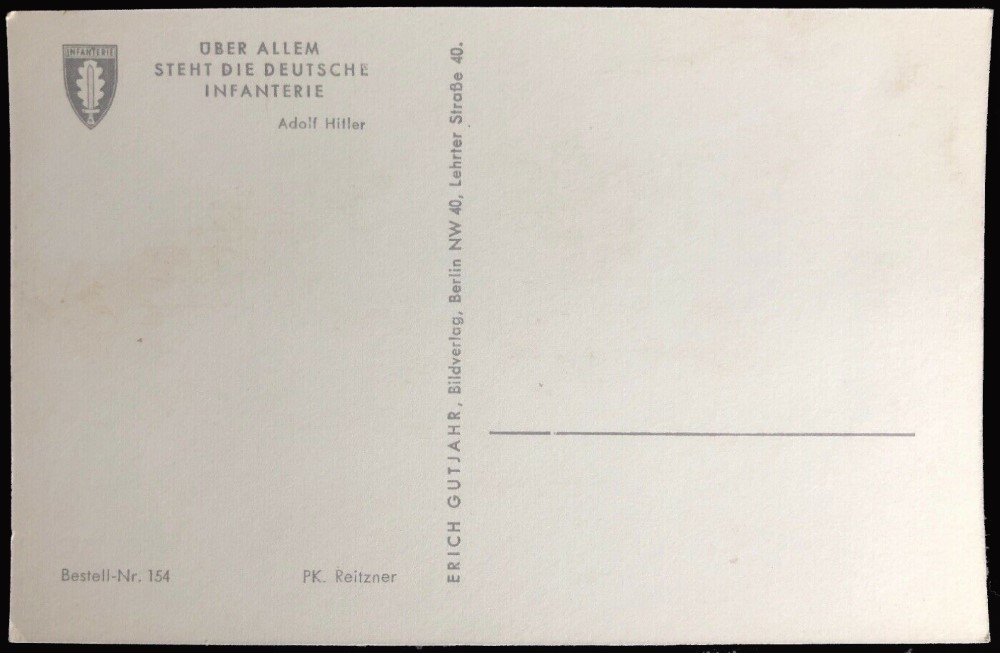 INFANTERIE
ÜBER ALLEM
STEHT DIE DEUTSCHE
INFANTERIE
Adolf Hitler
ERICH GUTJAHR, Bildverlag, Berlin NW 40, Lehrter Straße 40.
Bestell-Nr. 154
PK. Reitzner